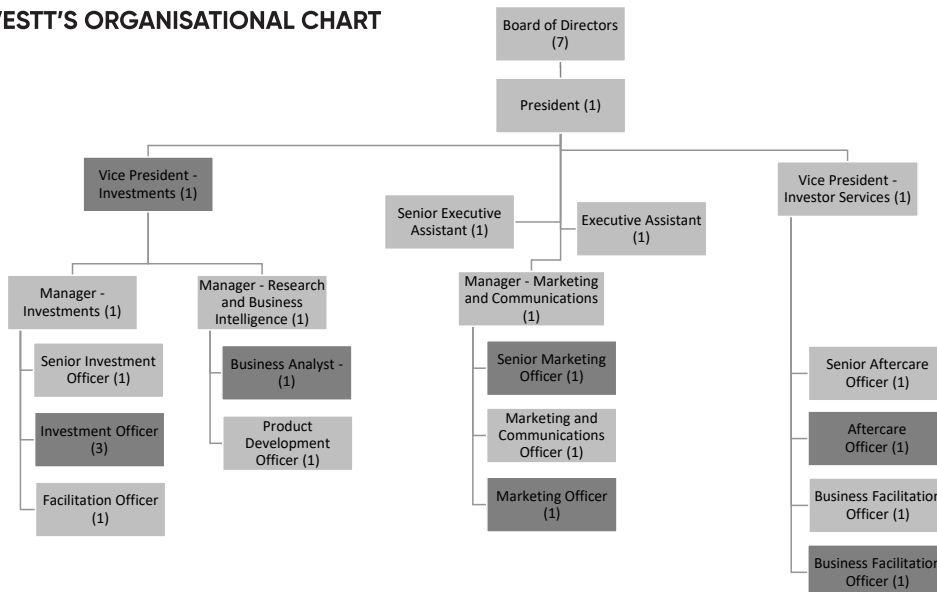 VESTT'S ORGANISATIONAL CHART
Board of Directors
(7)
President (1)
Vice President -
Investments (1)
Vice President -
Investor Services (1)
Senior Executive
Assistant (1)
Executive Assistant
(1)
Manager -
Investments (1)
Manager - Research
and Business
Intelligence (1)
Manager - Marketing
and Communications
(1)
Senior Investment
Officer (1)
Investment Officer
(3)
Facilitation Officer
(1)
Business Analyst -
(1)
Product
Development
Officer (1)
Senior Marketing
Officer (1)
Marketing and
Communications
Officer (1)
Marketing Officer
(1)
Senior Aftercare
Officer (1)
Aftercare
Officer (1)
Business Facilitation
Officer (1)
Business Facilitation
Officer (1)